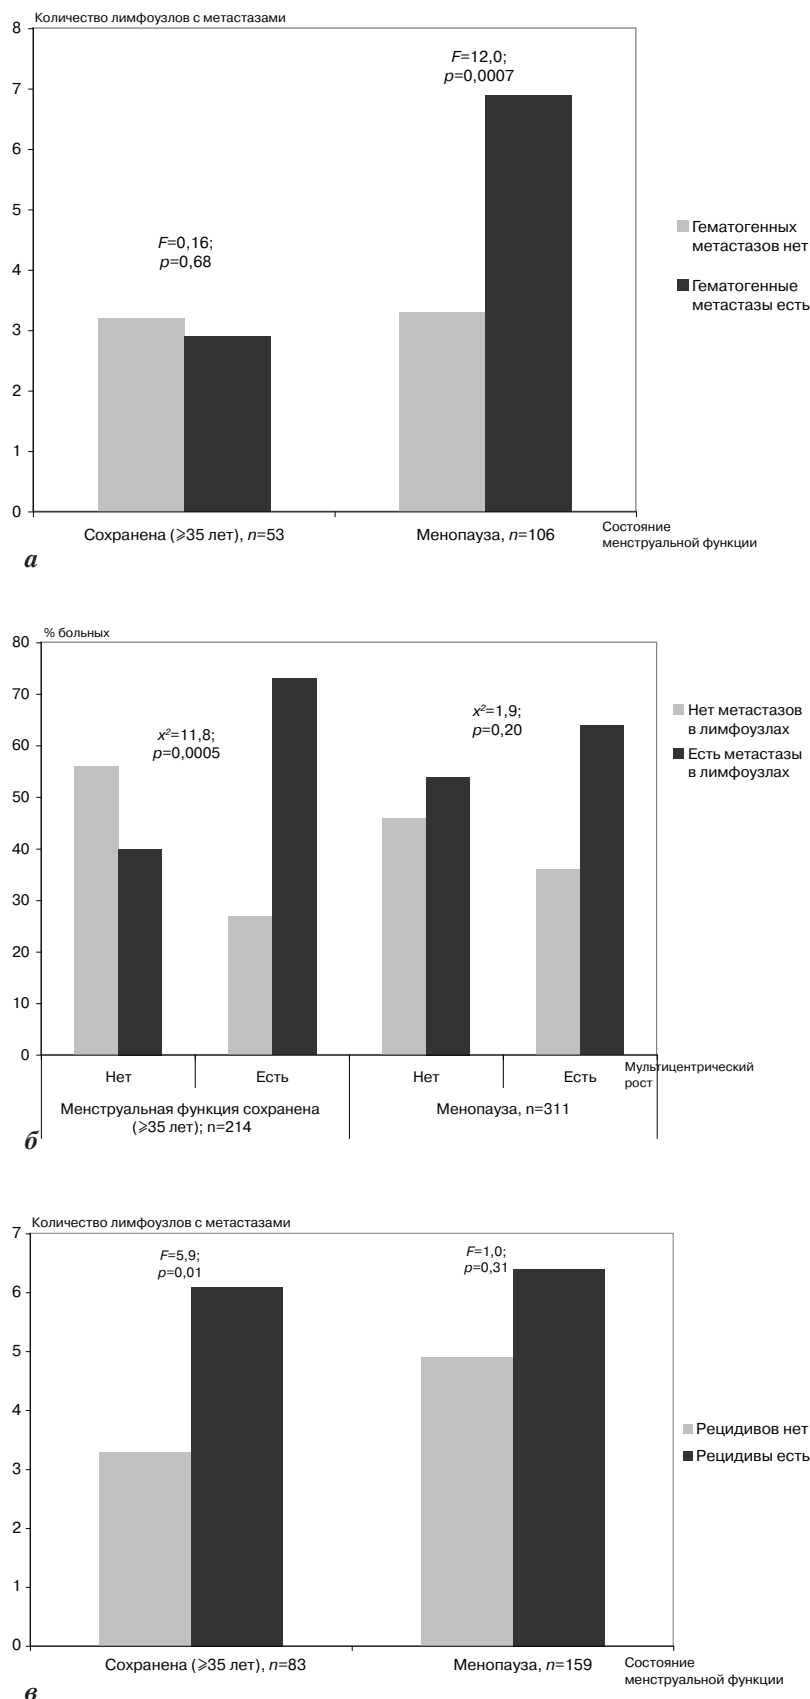 Количество лимфоузлов с метастазами
8
7
6
5
4
3
2
1
0
F=0,16;
p=0,68
F=12,0;
p=0,0007
Гематогенных
метастазов нет
Гематогенные
метастазы есть
Сохранена (⩾35 лет), n=53
Менопауза, n=106
Состояние
менструальной функции
а
% больных
80
70
60
50
40
30
20
10
0
x²=11,8;
p=0,0005
x²=1,9;
p=0,20
Нет метастазов
в лимфоузлах
Есть метастазы
в лимфоузлах
Нет
Есть
Нет
Есть
Мультицентрический
рост
Менструальная функция сохранена
(⩾35 лет); n=214
Менопауза, n=311
б
Количество лимфоузлов с метастазами
7
6
5
4
3
2
1
0
F=5,9;
p=0,01
F=1,0;
p=0,31
Рецидивов нет
Рецидивы есть
Сохранена (⩾35 лет), n=83
Менопауза, n=159
Состояние
менструальной функции
в